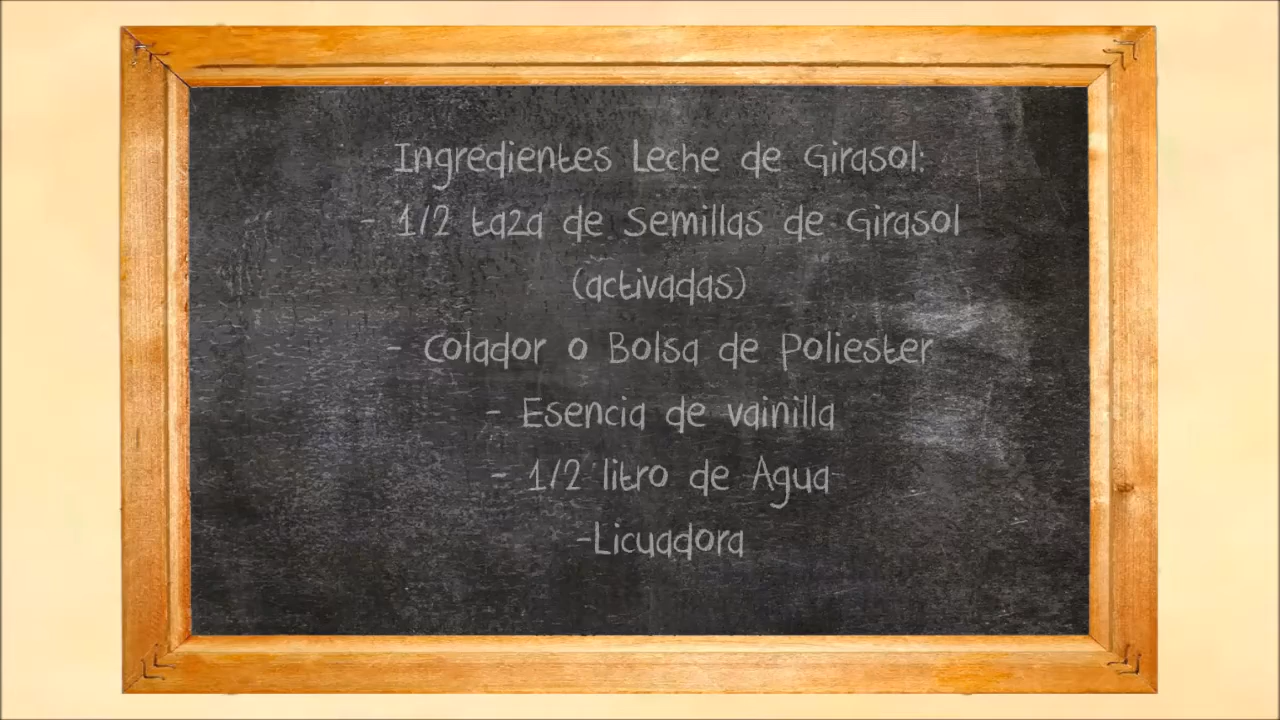 Ingredientes Leche de Girasol:
- 1/2 taza de Semillas de Girasol
(activadas)
- Colador o Bolsa de Poliester
- Esencia de vainilla
- 1/2 litro de Agua
-Licuadora